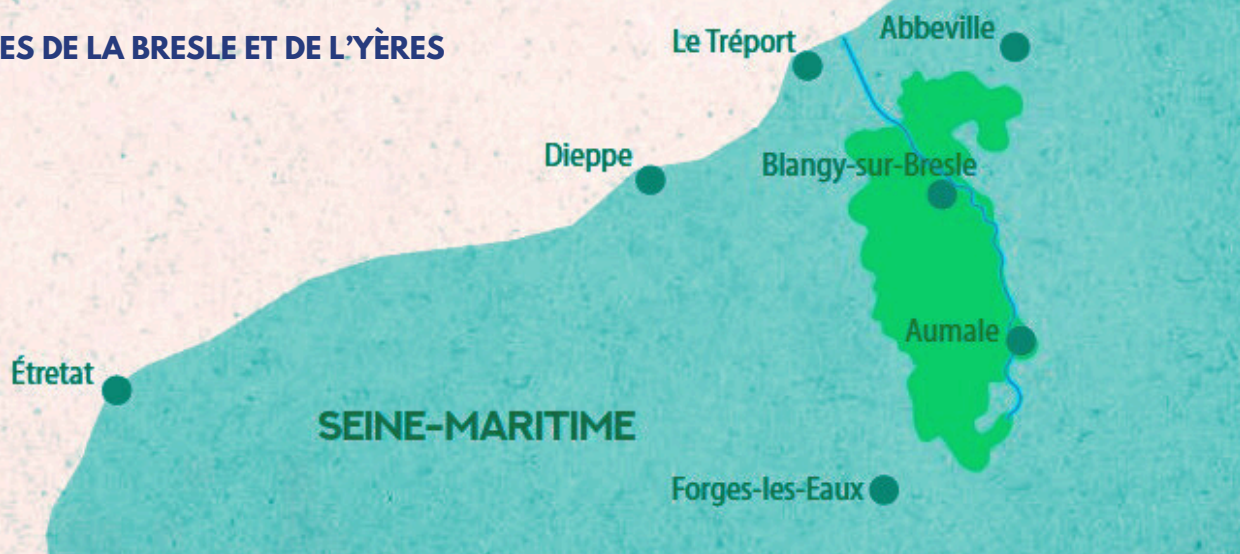 ES DE LA BRESLE ET DE L'YÈRES
Le Tréport
Abbeville
Dieppe
Blangy-sur-Bresle
Aumale
Étretat
SEINE-MARITIME
Forges-les-Eaux